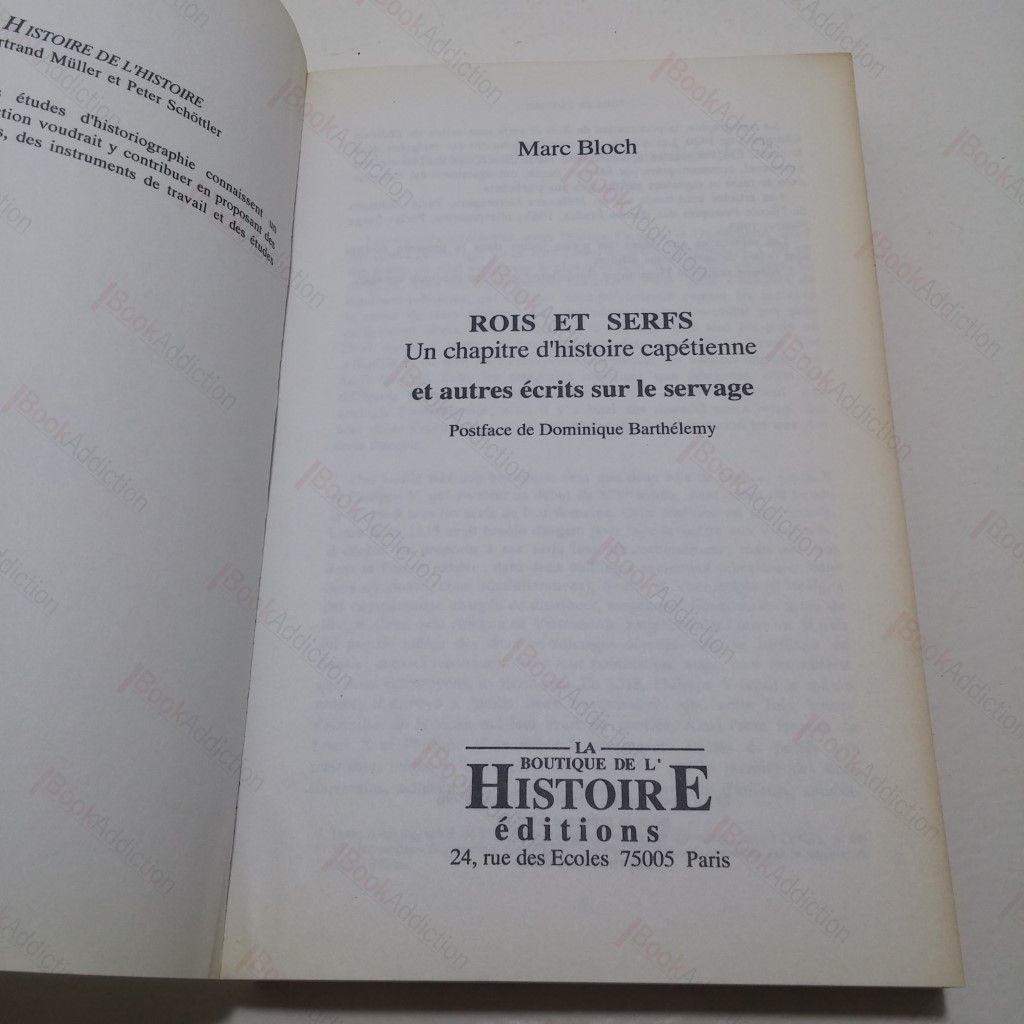 HISTOIRE DE L'HISTOIRE
rtrand Müller et Peter Schöttler
études d'historiographie connaissent un
ction voudrait y contribuer en proposant des
des instruments de travail et des études
Marc Bloch
ROIS ET SERFS
Un chapitre d'histoire capétienne
et autres écrits sur le servage
Postface de Dominique Barthélemy
LA
BOUTIQUE DE L'
HISTOIRE
éditions
24, rue des Ecoles 75005 Paris
BookAddiction